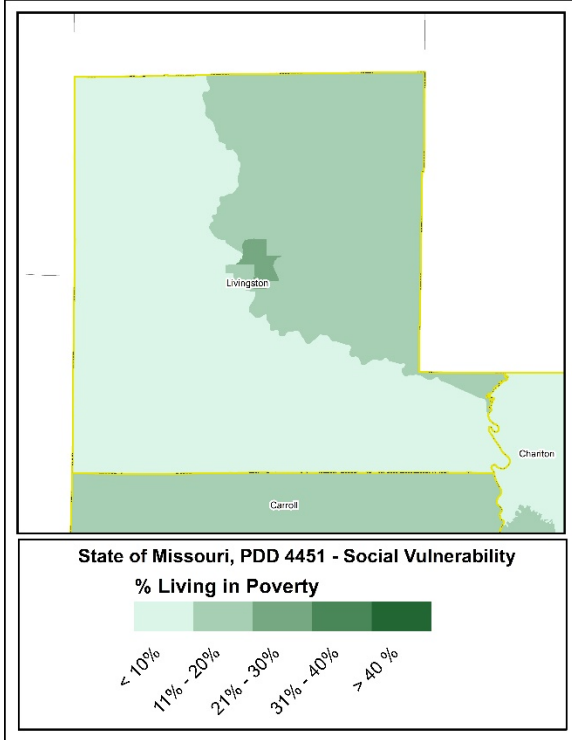 Livingston
Chariton
Carroll
State of Missouri, PDD 4451 - Social Vulnerability
% Living in Poverty
< 10%
11% - 20%
21% - 30%
31% - 40%
> 40 %